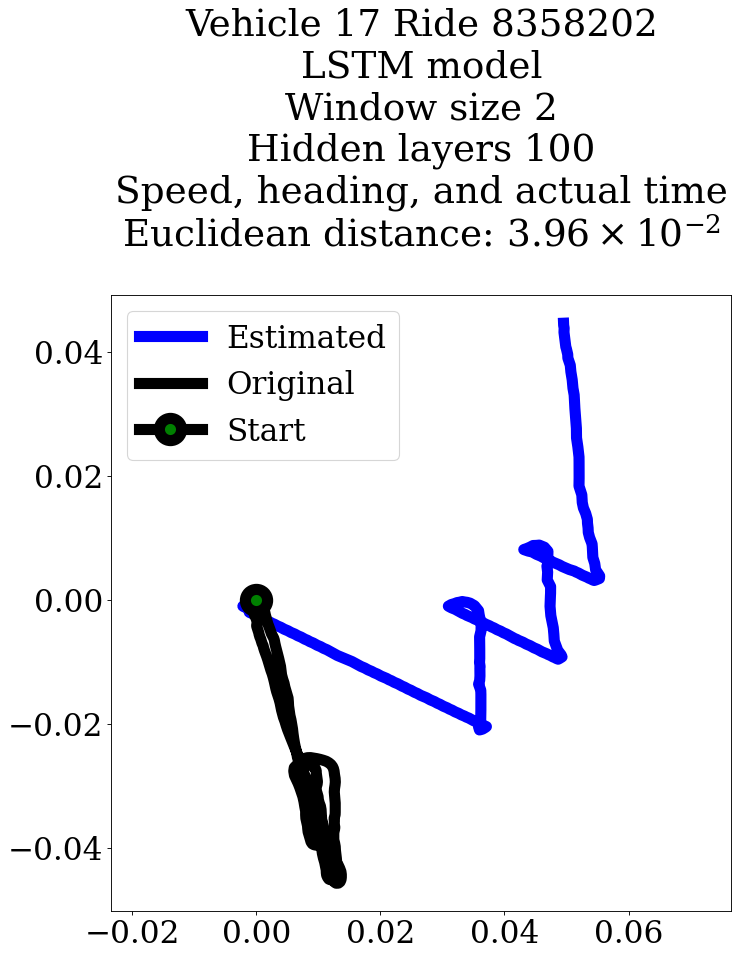 Vehicle 17 Ride 8358202
LSTM model
Window size 2
Hidden layers 100
Speed, heading, and actual time
Euclidean distance: 3.96 × 10⁻²
Estimated
Original
Start
0.04
0.02
0.00
−0.02
−0.04
−0.02 0.00 0.02 0.04 0.06